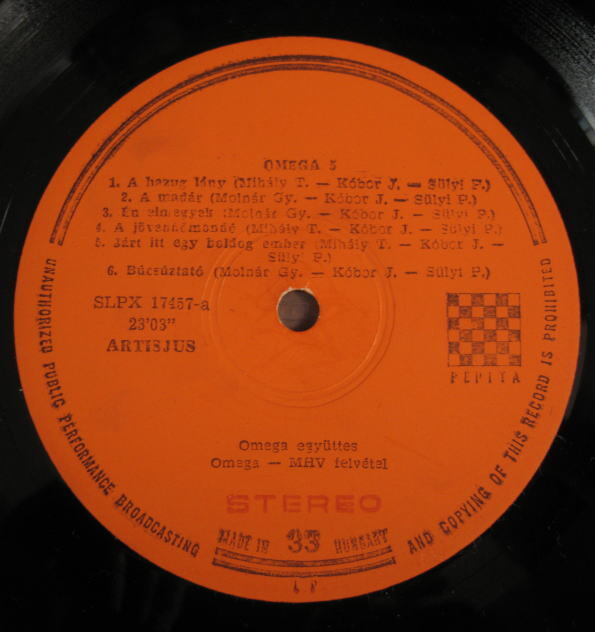 OMEGA 5
1. A hazug lány (Mihály T. — Kóbor J. — Sülyi P.)
2. A madár (Molnár Gy. — Kóbor J. — Sülyi P.)
3. Én elmegyek (Molnár Gy. — Kóbor J. — Sülyi P.)
4. A jövendőmondó (Mihály T. — Kóbor J. — Sülyi P.)
5. Járt itt egy boldog ember (Mihály T. — Kóbor J. — 
Sülyi P.)
6. Búcsúztató (Molnár Gy. — Kóbor J. — Sülyi P.)
SLPX 17457-a
23'03"
ARTISJUS
PEPITA
Omega együttes
Omega — MHV felvétel
STEREO
MADE IN 33 HUNGARY
LP
UNAUTHORIZED PUBLIC PERFORMANCE BROADCASTING AND COPYING OF THIS RECORD IS PROHIBITED